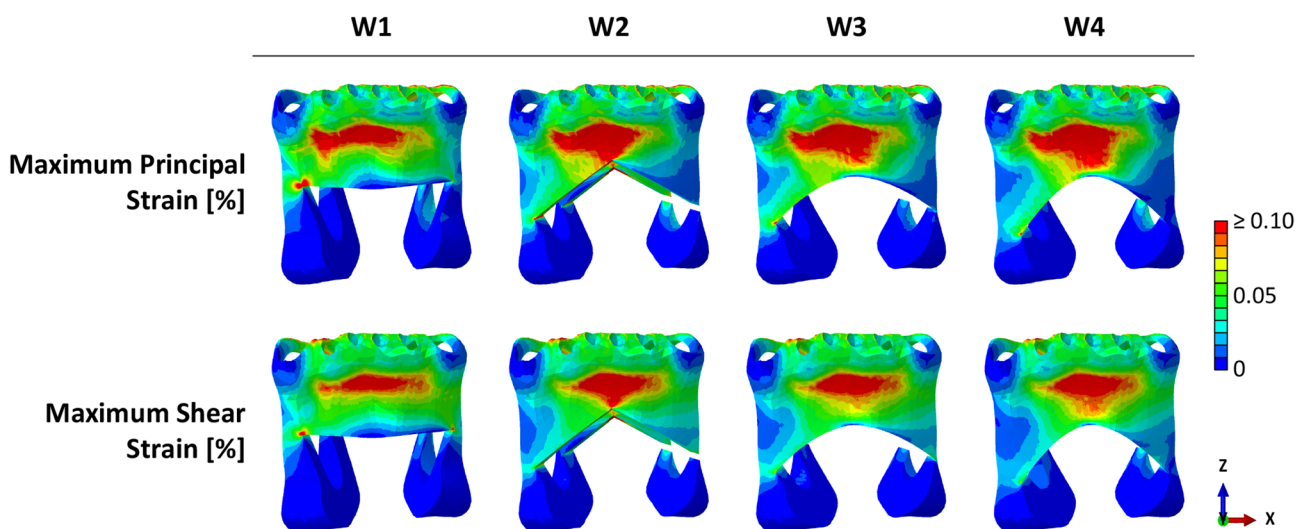 W1 W2 W3 W4
Maximum Principal
Strain [%]
≥ 0.10
0.05
0
Maximum Shear
Strain [%]
Z
Y
X